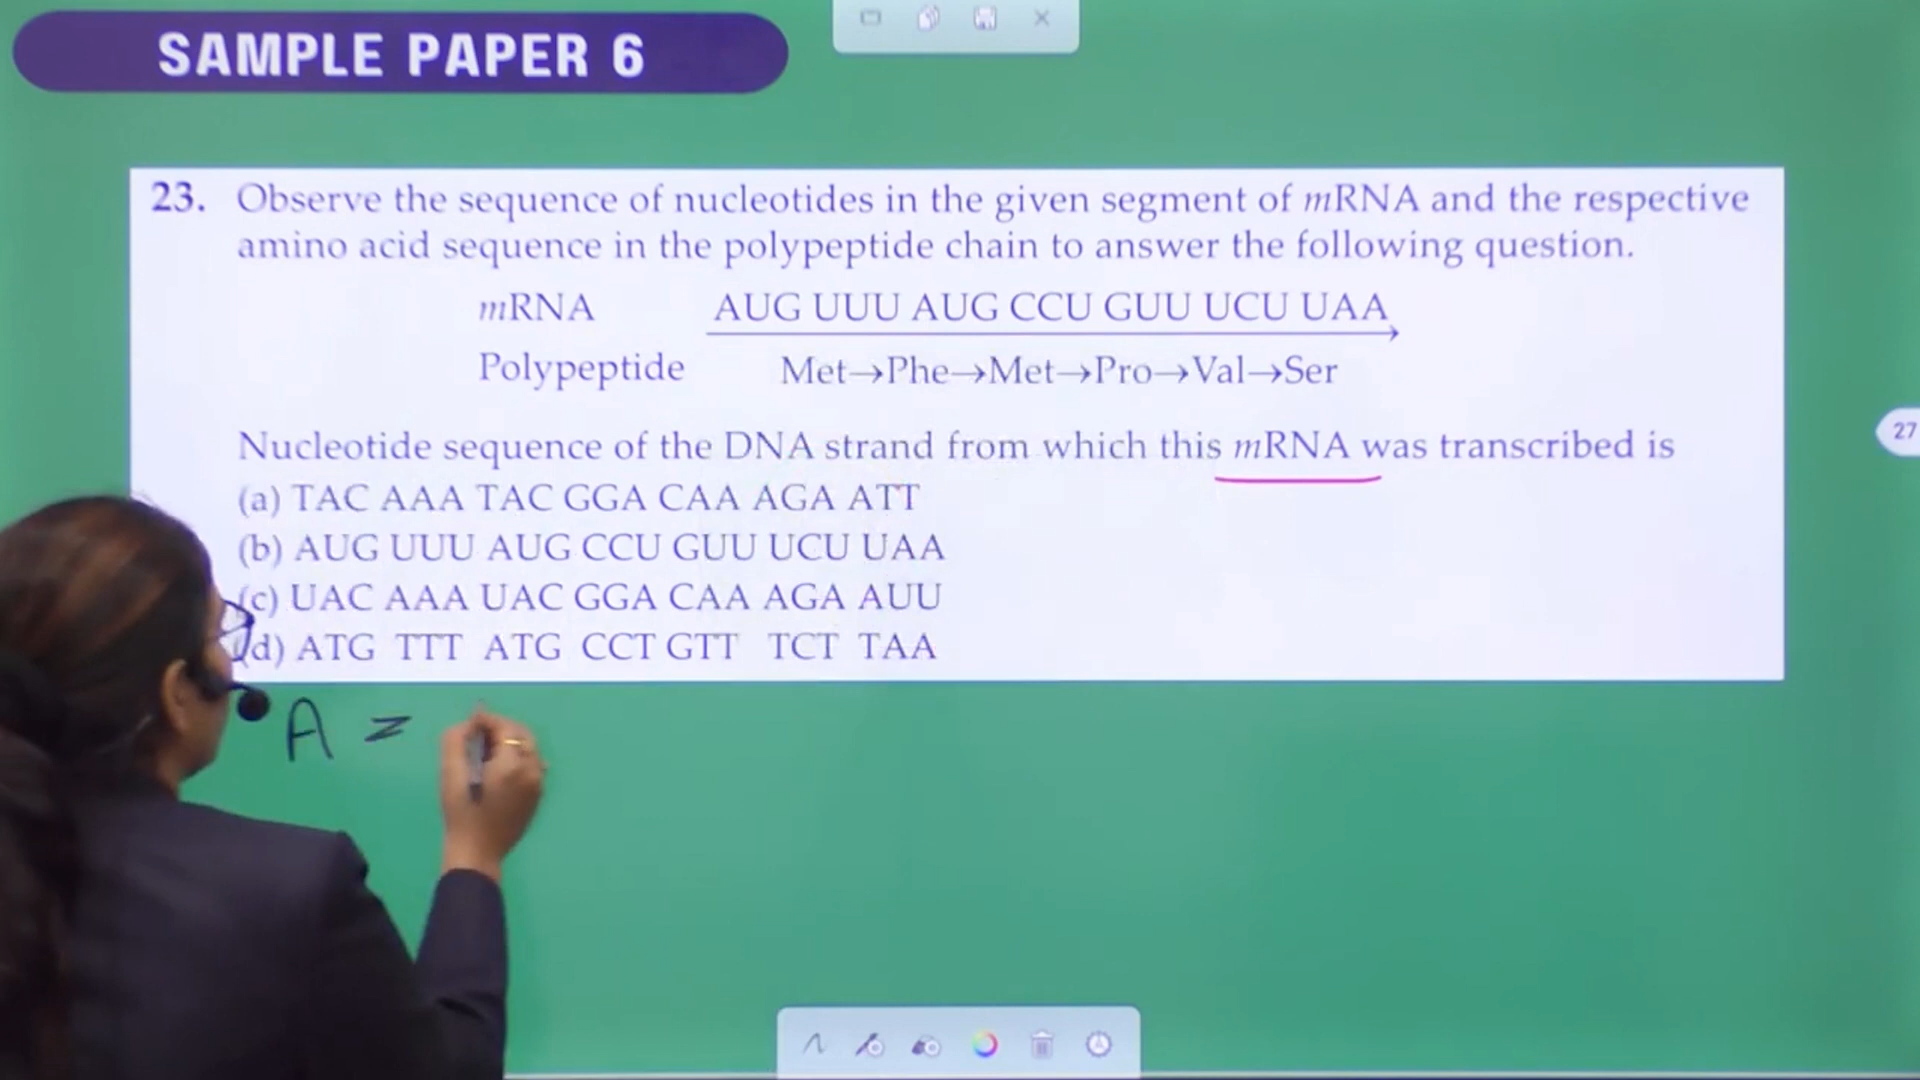 SAMPLE PAPER 6
23. Observe the sequence of nucleotides in the given segment of mRNA and the respective
amino acid sequence in the polypeptide chain to answer the following question.
mRNA AUG UUU AUG CCU GUU UCU UAA
Polypeptide Met→Phe→Met→Pro→Val→Ser
27
Nucleotide sequence of the DNA strand from which this mRNA was transcribed is
(a) TAC AAA TAC GGA CAA AGA ATT
(b) AUG UUU AUG CCU GUU UCU UAA
(c) UAC AAA UAC GGA CAA AGA AUU
(d) ATG TTT ATG CCT GTT TCT TAA
A =